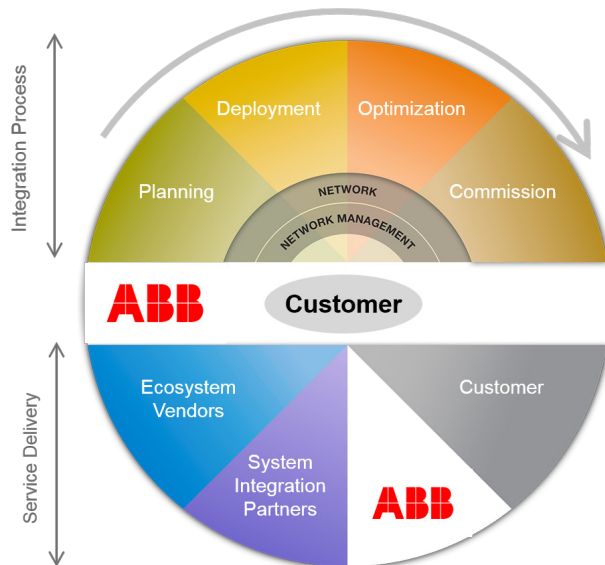 Integration Process
Deployment
Optimization
Planning
Commission
NETWORK
NETWORK MANAGEMENT
ABB
Customer
Service Delivery
Ecosystem
Vendors
System
Integration
Partners
ABB
Customer